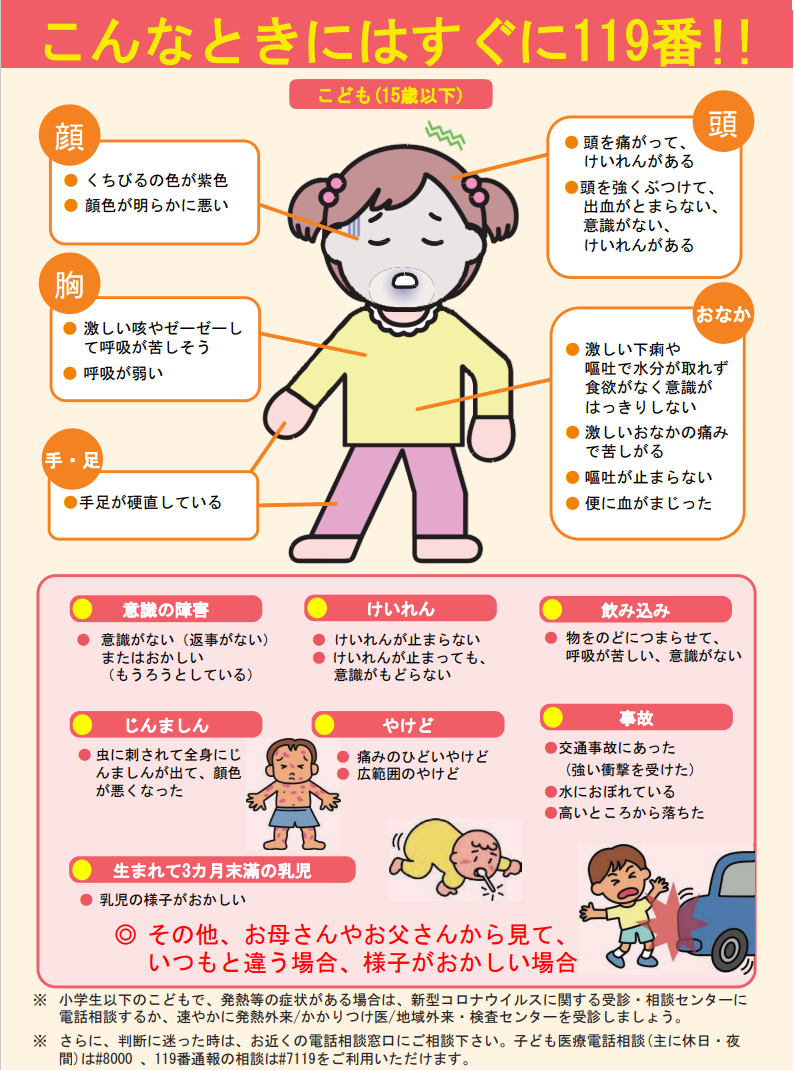 こんなときにはすぐに119番!!
こども(15歳以下)
顔
● くちびるの色が紫色
● 顔色が明らかに悪い
胸
● 激しい咳やゼーゼーし
て呼吸が苦しそう
● 呼吸が弱い
手・足
●手足が硬直している
頭
● 頭を痛がって、
けいれんがある
●頭を強くぶつけて、
出血がとまらない、
意識がない、
けいれんがある
おなか
● 激しい下痢や
嘔吐で水分が取れず
食欲がなく意識が
はっきりしない
● 激しいおなかの痛み
で苦しがる
● 嘔吐が止まらない
● 便に血がまじった
意識の障害
● 意識がない（返事がない）
またはおかしい
（もうろうとしている）
けいれん
● けいれんが止まらない
● けいれんが止まっても、
意識がもどらない
飲み込み
● 物をのどにつまらせて、
呼吸が苦しい、意識がない
じんましん
● 虫に刺されて全身にじ
んましんが出て、顔色
が悪くなった
やけど
● 痛みのひどいやけど
● 広範囲のやけど
事故
●交通事故にあった
（強い衝撃を受けた）
●水におぼれている
●高いところから落ちた
生まれて3カ月末滿の乳児
● 乳児の様子がおかしい
◎ その他、お母さんやお父さんから見て、
いつもと違う場合、様子がおかしい場合
※ 小学生以下のこどもで、発熱等の症状がある場合は、新型コロナウイルスに関する受診・相談センターに
電話相談するか、速やかに発熱外来/かかりつけ医/地域外来・検査センターを受診しましょう。
※ さらに、判断に迷った時は、お近くの電話相談窓口にご相談下さい。子ども医療電話相談(主に休日・夜
間)は#8000 、119番通報の相談は#7119をご利用いただけます。